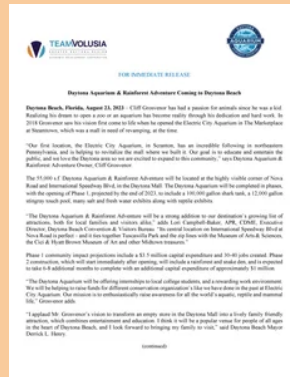 TEAMVOLUSIA
AQUARIUM
FOR IMMEDIATE RELEASE
Daytona Aquarium & Rainforest Adventure Coming to Daytona Beach
Daytona Beach, Florida, August 23, 2023 – Cliff Grosvenor has had a passion for animals since he was a kid.
Realizing his dream to open a zoo or an aquarium has become reality through his dedication and hard work. In
2018 Grosvenor saw his vision first come to life when he opened the Electric City Aquarium in The Marketplace
at Steamtown, which was a mall in need of revamping, at the time.
"Our first location, the Electric City Aquarium, in Scranton, has an incredible following in northeastern
Pennsylvania, and is helping to revitalize the mall where we built it. Our goal is to educate and entertain the
public, and we love the Daytona area so we are excited to expand to this community," says Daytona Aquarium &
Rainforest Adventure Owner, Cliff Grosvenor.
The 55,000 s.f. Daytona Aquarium & Rainforest Adventure will be located at the highly visible corner of Nova
Road and International Speedway Blvd, in the Daytona Mall. The Daytona Aquarium will be completed in phases,
with the opening of Phase 1, projected by the end of 2023, to include a 100,000 gallon shark tank, a 12,000 gallon
stingray touch pool, many salt and fresh water exhibits along with reptile exhibits.
"The Daytona Aquarium & Rainforest Adventure will be a strong addition to our destination's growing list of
attractions, both for local families and visitors alike," adds Lori Campbell-Baker, APR, CDME, Executive
Director, Daytona Beach Convention & Visitors Bureau. "Its central location on International Speedway Blvd at
Nova Road is perfect – and it ties together Tuscawilla Park and the zip lines with the Museum of Arts & Sciences,
the Cici & Hyatt Brown Museum of Art and other Midtown treasures."
Phase 1 community impact projections include a $3.5 million capital expenditure and 30-40 jobs created. Phase
2 construction, which will start immediately after opening, will include a rainforest and snake den, and is expected
to take 6-8 additional months to complete with an additional capital expenditure of approximately $1 million.
"The Daytona Aquarium will be offering internships to local college students, and a rewarding work environment.
We will be helping to raise funds for different conservation organization's like we have done in the past at Electric
City Aquarium. Our mission is to enthusiastically raise awareness for all the world's aquatic, reptile and mammal
life," Grosvenor adds.
"I applaud Mr. Grosvenor's vision to transform an empty store in the Daytona Mall into a lively family friendly
attraction, which combines entertainment and education. I think it will be a popular venue for people of all ages
in the heart of Daytona Beach, and I look forward to bringing my family to visit," said Daytona Beach Mayor
Derrick L. Henry.
(continued)